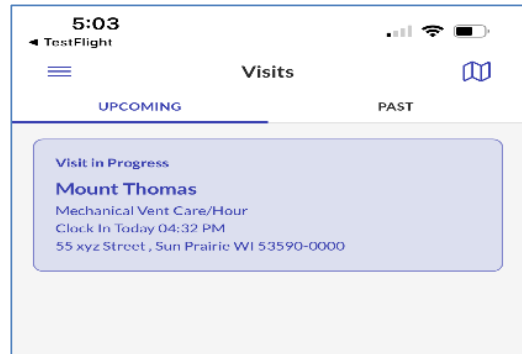 5:03
◀ TestFlight
Visits
UPCOMING PAST
Visit in Progress
Mount Thomas
Mechanical Vent Care/Hour
Clock In Today 04:32 PM
55 xyz Street , Sun Prairie WI 53590-0000